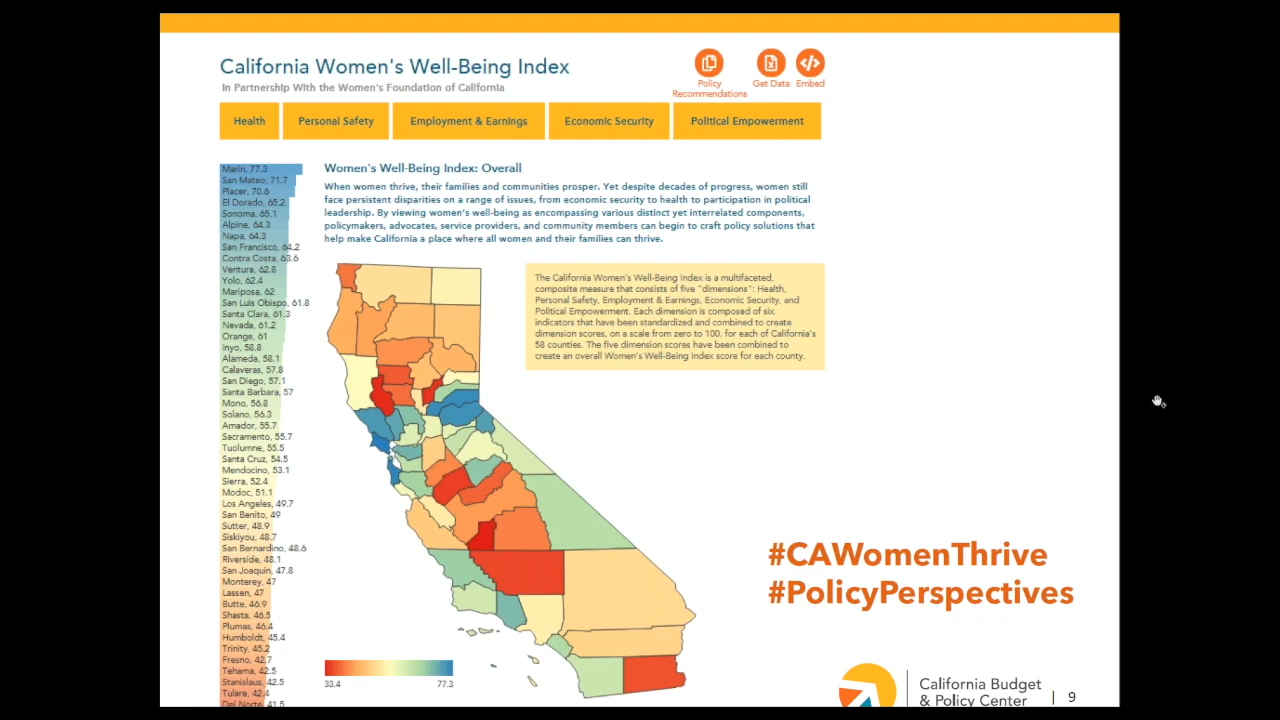 California Women's Well-Being Index
In Partnership With the Women's Foundation of California
Policy
Recommendations
Get Data
Embed
Health
Personal Safety
Employment & Earnings
Economic Security
Political Empowerment
Marin, 77.3
San Mateo, 71.7
Placer, 70.6
El Dorado, 65.2
Sonoma, 65.1
Alpine, 64.3
Napa, 64.3
San Francisco, 64.2
Contra Costa, 63.6
Ventura, 62.8
Yolo, 62.4
Mariposa, 62
San Luis Obispo, 61.8
Santa Clara, 61.3
Nevada, 61.2
Orange, 61
Inyo, 58.8
Alameda, 58.1
Calaveras, 57.8
San Diego, 57.1
Santa Barbara, 57
Mono, 56.8
Solano, 56.3
Amador, 55.7
Sacramento, 55.7
Tuolumne, 55.5
Santa Cruz, 54.5
Mendocino, 53.1
Sierra, 52.4
Modoc, 51.1
Los Angeles, 49.7
San Benito, 49
Sutter, 48.9
Siskiyou, 48.7
San Bernardino, 48.6
Riverside, 48.1
San Joaquin, 47.8
Monterey, 47
Lassen, 47
Butte, 46.9
Shasta, 46.5
Plumas, 46.4
Humboldt, 45.4
Trinity, 45.2
Fresno, 42.7
Tehama, 42.5
Stanislaus, 42.5
Tulare, 42.4
Del Norte, 41.5
Women's Well-Being Index: Overall
When women thrive, their families and communities prosper. Yet despite decades of progress, women still
face persistent disparities on a range of issues, from economic security to health to participation in political
leadership. By viewing women's well-being as encompassing various distinct yet interrelated components,
policymakers, advocates, service providers, and community members can begin to craft policy solutions that
help make California a place where all women and their families can thrive.
The California Women's Well-Being Index is a multifaceted,
composite measure that consists of five "dimensions": Health,
Personal Safety, Employment & Earnings, Economic Security, and
Political Empowerment. Each dimension is composed of six
indicators that have been standardized and combined to create
dimension scores, on a scale from zero to 100, for each of California's
58 counties. The five dimension scores have been combined to
create an overall Women's Well-Being Index score for each county.
33.4
77.3
#CAWomenThrive
#PolicyPerspectives
California Budget
& Policy Center
| 9